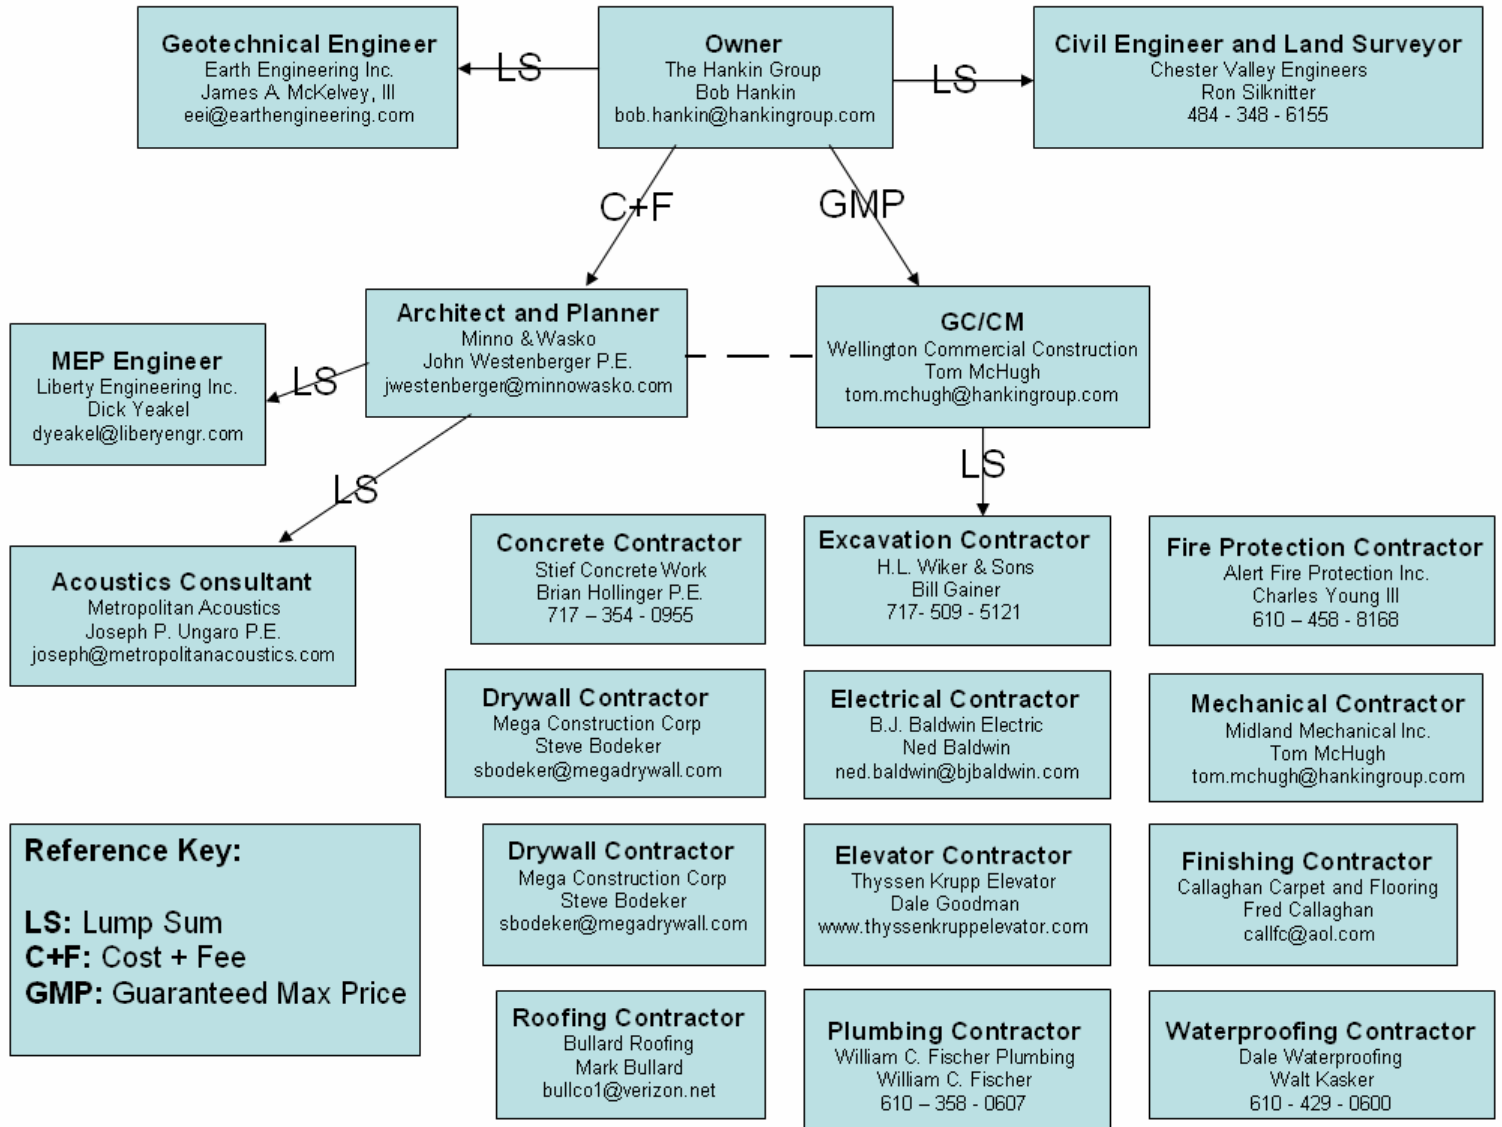 Geotechnical Engineer
Earth Engineering Inc.
James A. McKelvey, III
eei@earthengineering.com
LS
Owner
The Hankin Group
Bob Hankin
bob.hankin@hankingroup.com
LS
Civil Engineer and Land Surveyor
Chester Valley Engineers
Ron Silknitter
484 - 348 - 6155
C+F
GMP
Architect and Planner
Minno & Wasko
John Westenberger P.E.
jwestenberger@minnowasko.com
GC/CM
Wellington Commercial Construction
Tom McHugh
tom.mchugh@hankingroup.com
MEP Engineer
Liberty Engineering Inc.
Dick Yeakel
dyeakel@liberyengr.com
LS
LS
LS
Acoustics Consultant
Metropolitan Acoustics
Joseph P. Ungaro P.E.
joseph@metropolitanacoustics.com
Concrete Contractor
Stief Concrete Work
Brian Hollinger P.E.
717 – 354 - 0955
Excavation Contractor
H.L. Wiker & Sons
Bill Gainer
717- 509 - 5121
Fire Protection Contractor
Alert Fire Protection Inc.
Charles Young III
610 – 458 - 8168
Drywall Contractor
Mega Construction Corp
Steve Bodeker
sbodeker@megadrywall.com
Electrical Contractor
B.J. Baldwin Electric
Ned Baldwin
ned.baldwin@bjbaldwin.com
Mechanical Contractor
Midland Mechanical Inc.
Tom McHugh
tom.mchugh@hankingroup.com
Reference Key:
LS: Lump Sum
C+F: Cost + Fee
GMP: Guaranteed Max Price
Drywall Contractor
Mega Construction Corp
Steve Bodeker
sbodeker@megadrywall.com
Elevator Contractor
Thyssen Krupp Elevator
Dale Goodman
www.thyssenkruppelevator.com
Finishing Contractor
Callaghan Carpet and Flooring
Fred Callaghan
callfc@aol.com
Roofing Contractor
Bullard Roofing
Mark Bullard
bullco1@verizon.net
Plumbing Contractor
William C. Fischer Plumbing
William C. Fischer
610 – 358 - 0607
Waterproofing Contractor
Dale Waterproofing
Walt Kasker
610 - 429 - 0600